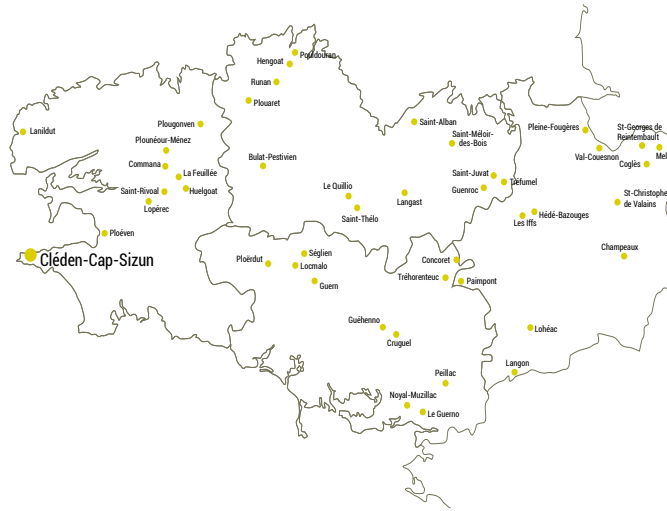 Pouldouran
Hengoat
Runan
Plouaret
Lanildut
Plougonven
Plounéour-Ménez
Commana
La Feuillée
Saint-Rivoal
Huelgoat
Lopérec
Ploéven
Cléden-Cap-Sizun
Bulat-Pestivien
Le Quillio
Saint-Thélo
Langast
Saint-Alban
Saint-Méloir-
des-Bois
Saint-Juvat
Tréfumel
Guenroc
Pleine-Fougères
Val-Couesnon
St-Georges de
Reintembault
Mel
Coglès
St-Christophe
de Valains
Les Iffs
Hédé-Bazouges
Champeaux
Ploërdut
Séglien
Locmalo
Guern
Concoret
Tréhorenteuc
Paimpont
Guéhenno
Cruguel
Lohéac
Langon
Peillac
Noyal-Muzillac
Le Guerno